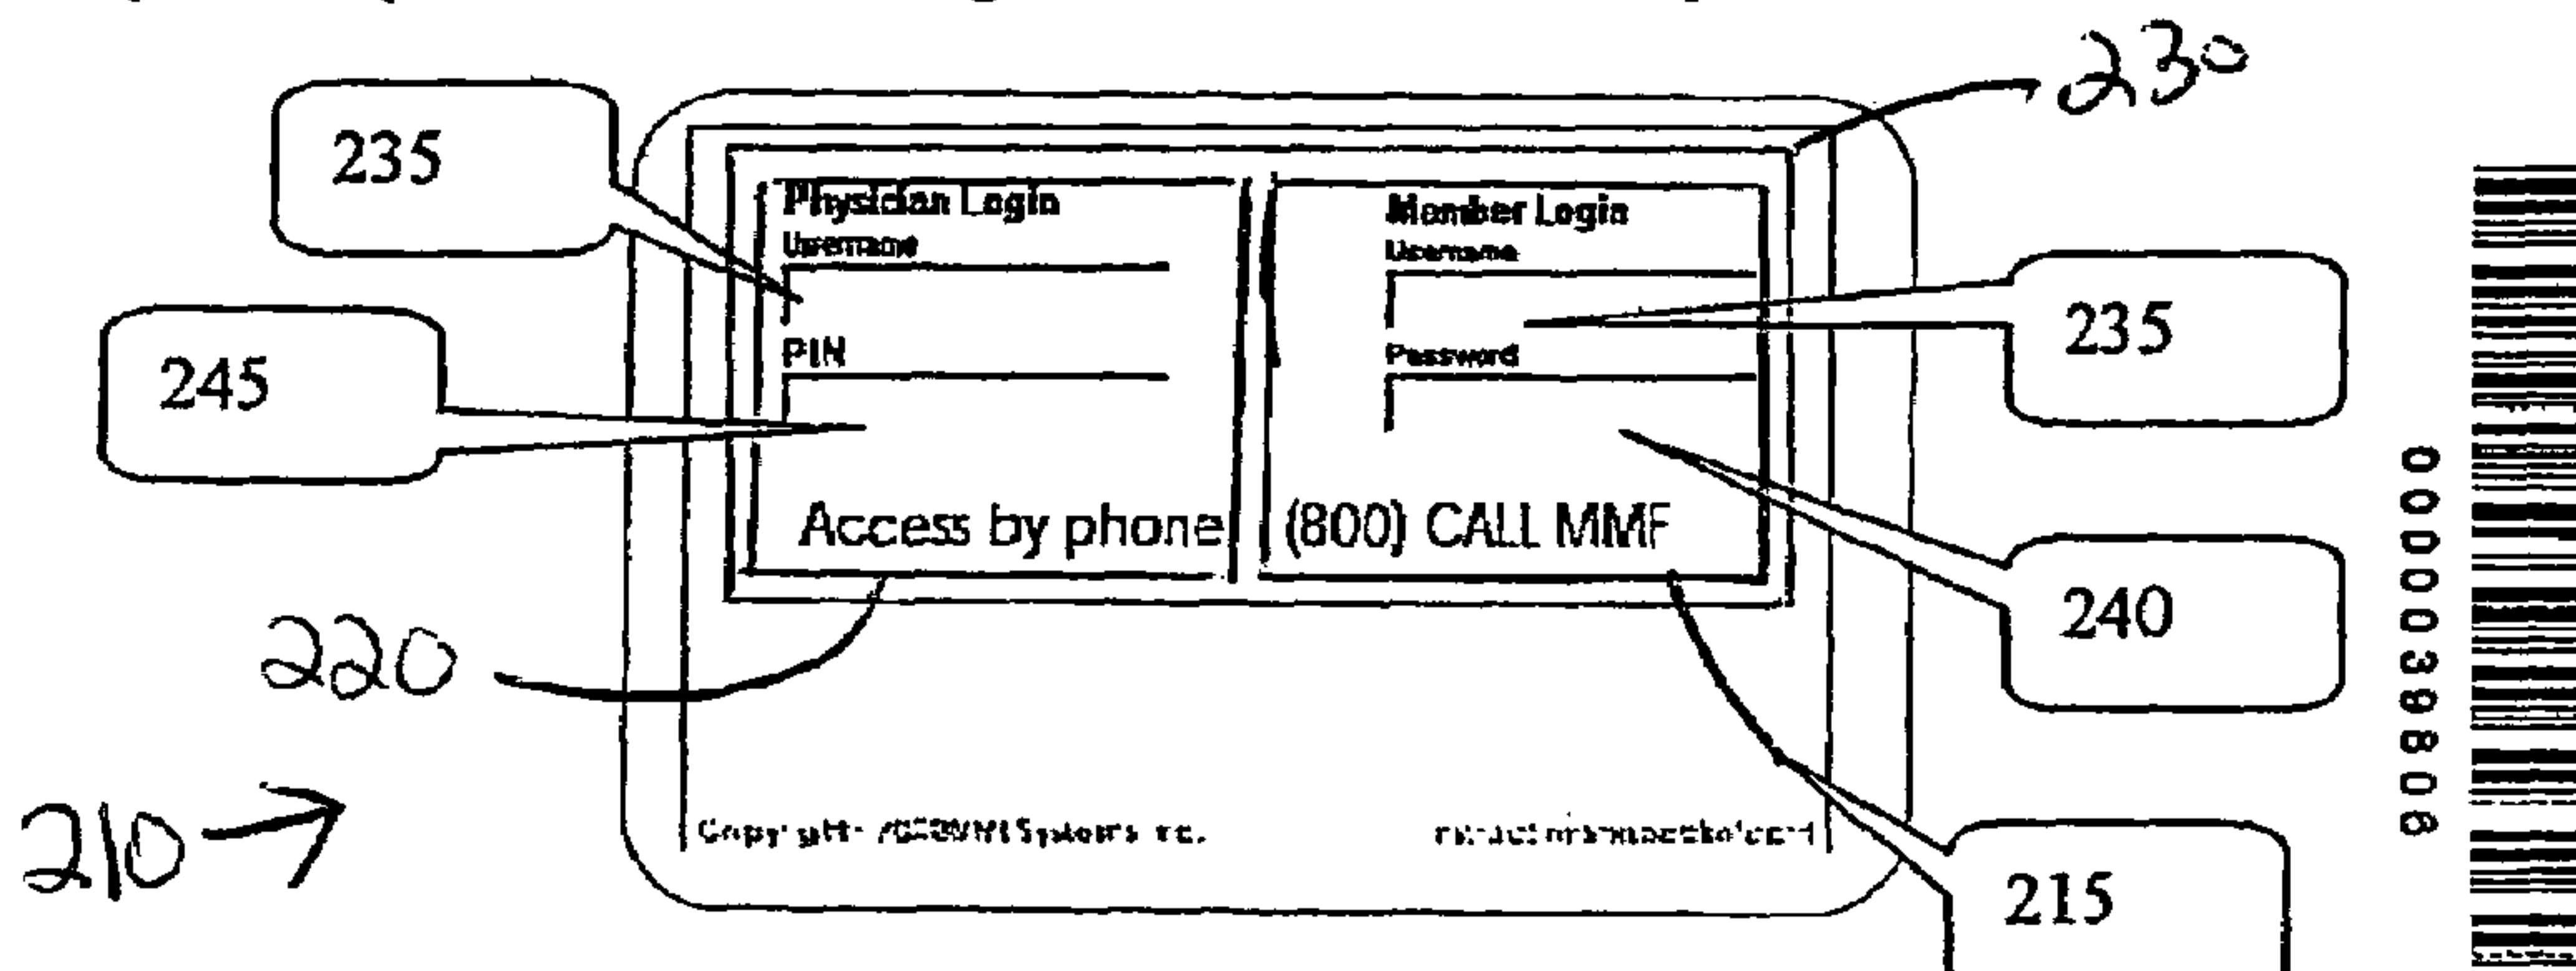 230
235
Physician Login
Member Login
Username
Username
235
PIN
Password
245
Access by phone
(800) CALL MMF
240
220
210
215